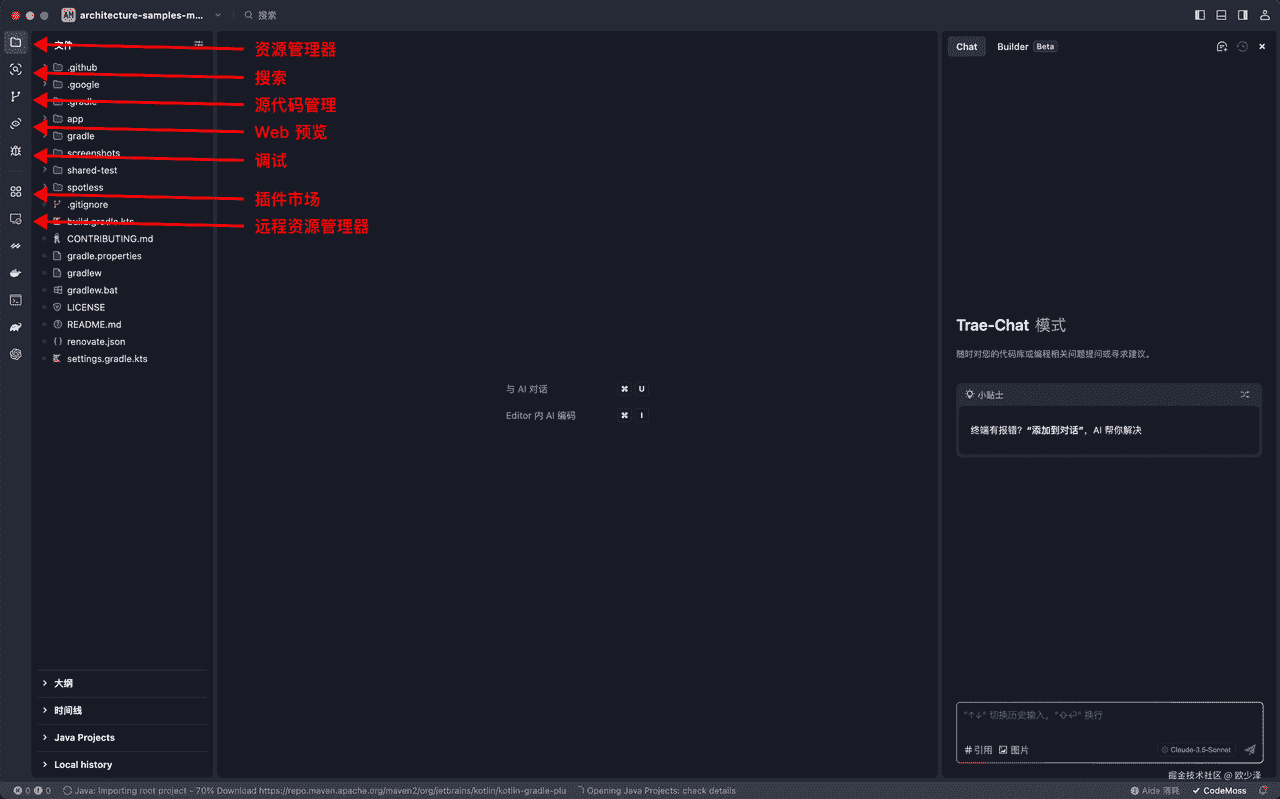 AH architecture-samples-m... 搜索
文件
资源管理器
搜索
源代码管理
Web 预览
调试
插件市场
远程资源管理器
.github
.google
.gradle
app
gradle
screenshots
shared-test
spotless
.gitignore
build.gradle.kts
CONTRIBUTING.md
gradle.properties
gradlew
gradlew.bat
LICENSE
README.md
renovate.json
settings.gradle.kts
大纲
时间线
Java Projects
Local history
与 AI 对话 ⌘ U
Editor 内 AI 编码 ⌘ I
Chat Builder Beta
Trae-Chat 模式
随时对您的代码库或编程相关问题提问或寻求建议。
小贴士
终端有报错？“添加到对话”，AI 帮你解决
"↑↓" 切换历史输入，"⇧⏎" 换行
# 引用 图片 Claude-3.5-Sonnet
掘金技术社区 @ 欧少泽
0 0 Java: Importing root project - 70% Download https://repo.maven.apache.org/maven2/org/jetbrains/kotlin/kotlin-gradle-plu Opening Java Projects: check details Aide 消耗 ✓ CodeMoss